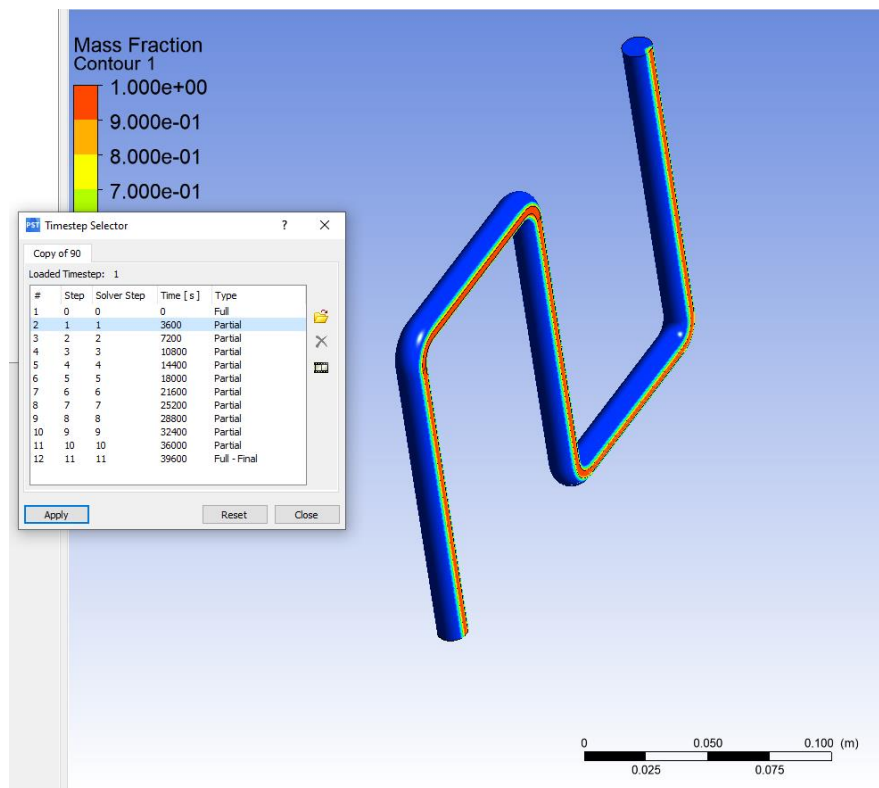 Mass Fraction
Contour 1
1.000e+00
9.000e-01
8.000e-01
7.000e-01
PST Timestep Selector ? X
Copy of 90
Loaded Timestep: 1
# Step Solver Step Time [ s ] Type
1 0 0 0 Full
2 1 1 3600 Partial
3 2 2 7200 Partial
4 3 3 10800 Partial
5 4 4 14400 Partial
6 5 5 18000 Partial
7 6 6 21600 Partial
8 7 7 25200 Partial
9 8 8 28800 Partial
10 9 9 32400 Partial
11 10 10 36000 Partial
12 11 11 39600 Full - Final
Apply Reset Close
0 0.050 0.100 (m)
0.025 0.075